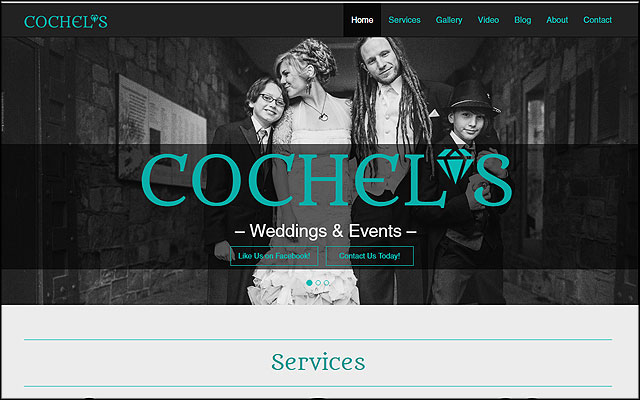 COCHEL'S
Home Services Gallery Video Blog About Contact
COCHEL'S
– Weddings & Events –
Like Us on Facebook! Contact Us Today!
Services